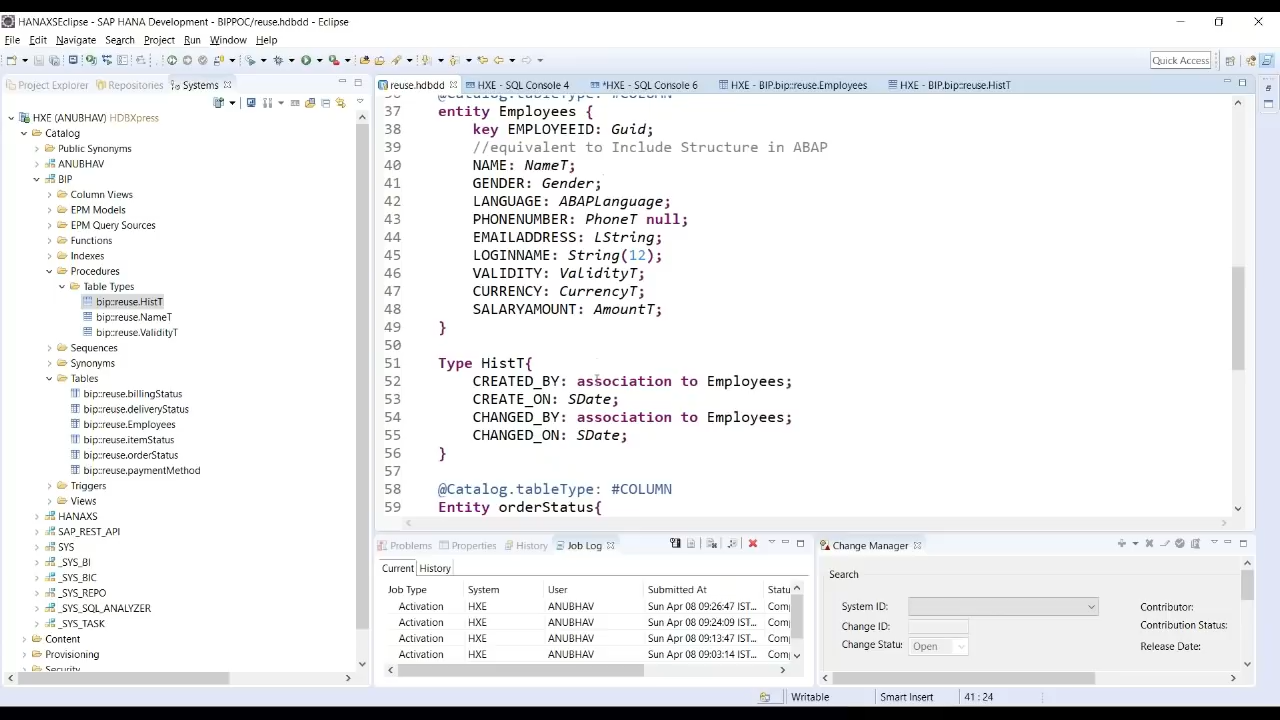 HANAXSEclipse - SAP HANA Development - BIPPOC/reuse.hdbdd - Eclipse
File Edit Navigate Search Project Run Window Help
Quick Access
Project Explorer Repositories Systems
reuse.hdbdd HXE - SQL Console 4 *HXE - SQL Console 6 HXE - BIP.bip::reuse.Employees HXE - BIP.bip::reuse.HistT
HXE (ANUBHAV) HDBXpress
Catalog
Public Synonyms
ANUBHAV
BIP
Column Views
EPM Models
EPM Query Sources
Functions
Indexes
Procedures
Table Types
bip::reuse.HistT
bip::reuse.NameT
bip::reuse.ValidityT
Sequences
Synonyms
Tables
bip::reuse.billingStatus
bip::reuse.deliveryStatus
bip::reuse.Employees
bip::reuse.itemStatus
bip::reuse.orderStatus
bip::reuse.paymentMethod
Triggers
Views
HANAXS
SAP_REST_API
SYS
_SYS_BI
_SYS_BIC
_SYS_REPO
_SYS_SQL_ANALYZER
_SYS_TASK
Content
Provisioning
Security
36 @Catalog.tableType: #COLUMN
37 entity Employees {
38 key EMPLOYEEID: Guid;
39 //equivalent to Include Structure in ABAP
40 NAME: NameT;
41 GENDER: Gender;
42 LANGUAGE: ABAPLanguage;
43 PHONENUMBER: PhoneT null;
44 EMAILADDRESS: LString;
45 LOGINNAME: String(12);
46 VALIDITY: ValidityT;
47 CURRENCY: CurrencyT;
48 SALARYAMOUNT: AmountT;
49 }
50
51 Type HistT{
52 CREATED_BY: association to Employees;
53 CREATE_ON: SDate;
54 CHANGED_BY: association to Employees;
55 CHANGED_ON: SDate;
56 }
57
58 @Catalog.tableType: #COLUMN
59 Entity orderStatus{
Problems Properties History Job Log
Current History
Job Type System User Submitted At Statu
Activation HXE ANUBHAV Sun Apr 08 09:26:47 IST... Comp
Activation HXE ANUBHAV Sun Apr 08 09:24:09 IST... Comp
Activation HXE ANUBHAV Sun Apr 08 09:13:47 IST... Comp
Activation HXE ANUBHAV Sun Apr 08 09:03:14 IST... Comp
Change Manager
Search
System ID:
Change ID:
Change Statu: Open
Contributor:
Contribution Status:
Release Date:
Writable Smart Insert 41 : 24